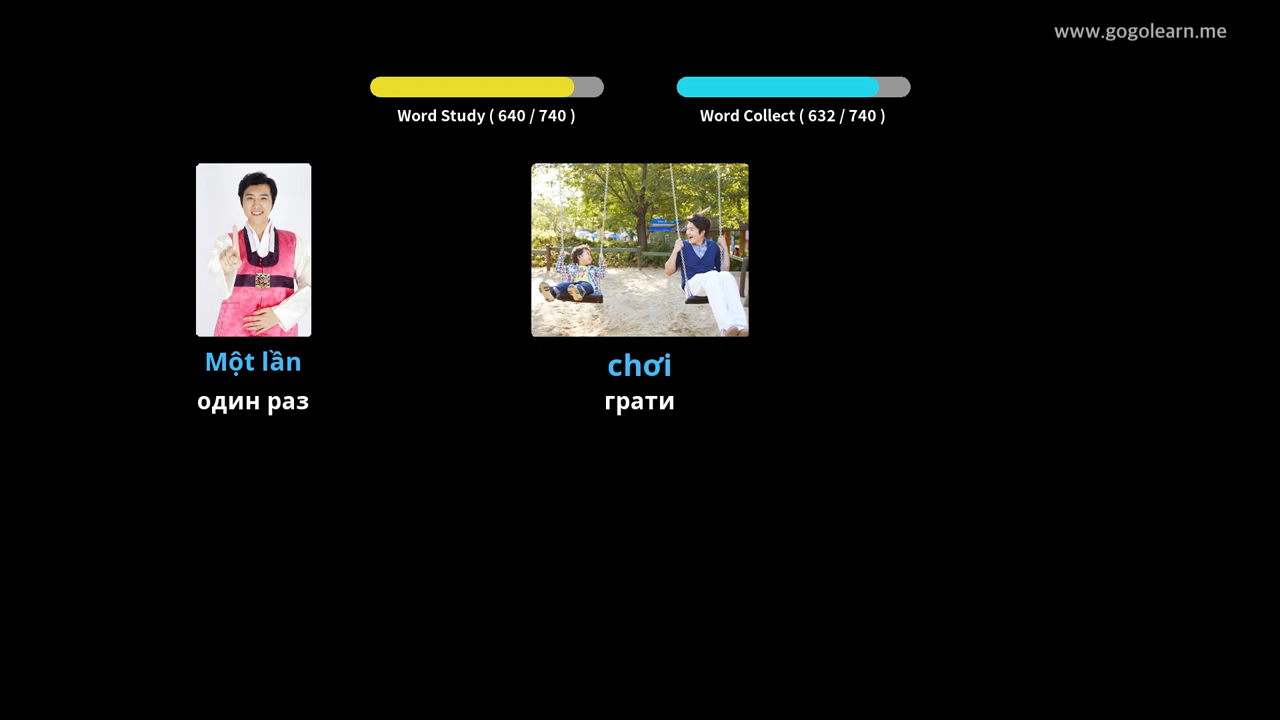 www.gogolearn.me
Word Study ( 640 / 740 )
Word Collect ( 632 / 740 )
Một lần
один раз
chơi
грати